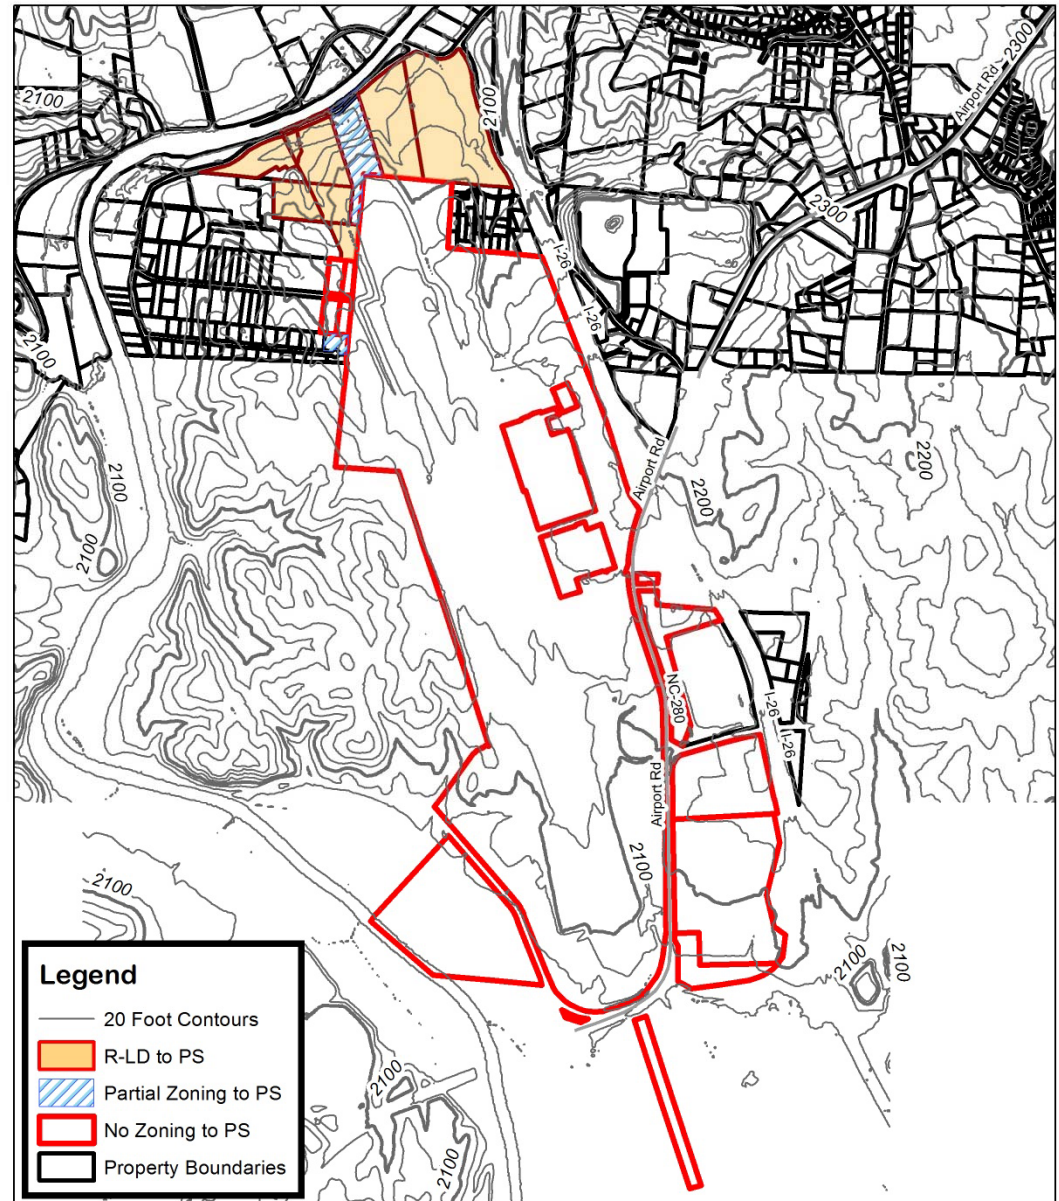 2300
Airport Rd
2100
2100
2300
I-26
I-26
2100
Airport Rd
2200
2200
2100
2100
NC-280
I-26
I-26
Airport Rd
2100
2100
2100
2100
Legend
20 Foot Contours
R-LD to PS
Partial Zoning to PS
No Zoning to PS
Property Boundaries
2100
2100